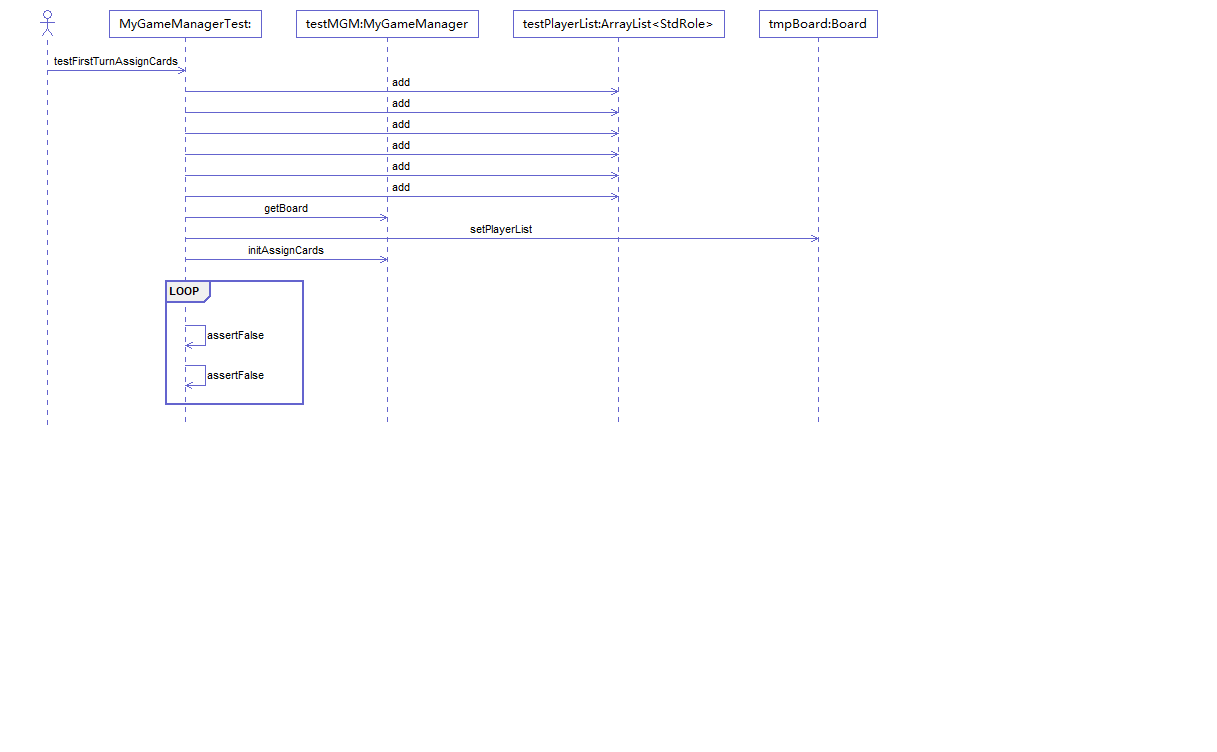 MyGameManagerTest:
testMGM:MyGameManager
testPlayerList:ArrayList<StdRole>
tmpBoard:Board
testFirstTurnAssignCards
add
add
add
add
add
add
getBoard
setPlayerList
initAssignCards
LOOP
assertFalse
assertFalse